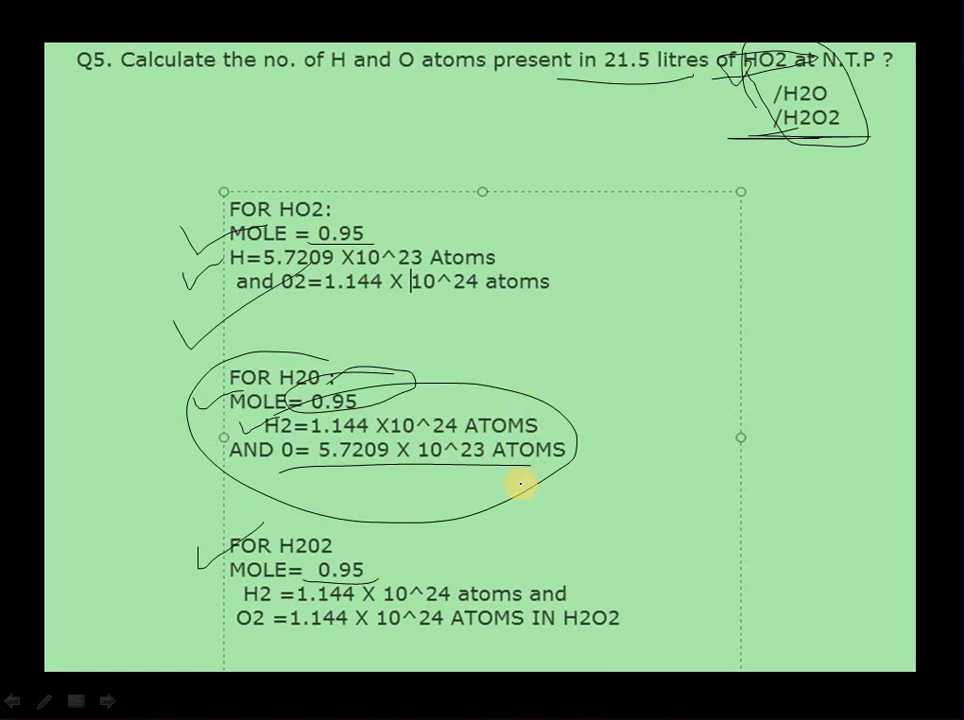 Q5. Calculate the no. of H and O atoms present in 21.5 litres of HO2 at N.T.P ?
/H2O
/H2O2
FOR HO2:
MOLE = 0.95
H=5.7209 X10^23 Atoms
and 02=1.144 X 10^24 atoms
FOR H20 :
MOLE= 0.95
H2=1.144 X10^24 ATOMS
AND 0= 5.7209 X 10^23 ATOMS
FOR H202
MOLE= 0.95
H2 =1.144 X 10^24 atoms and
O2 =1.144 X 10^24 ATOMS IN H2O2